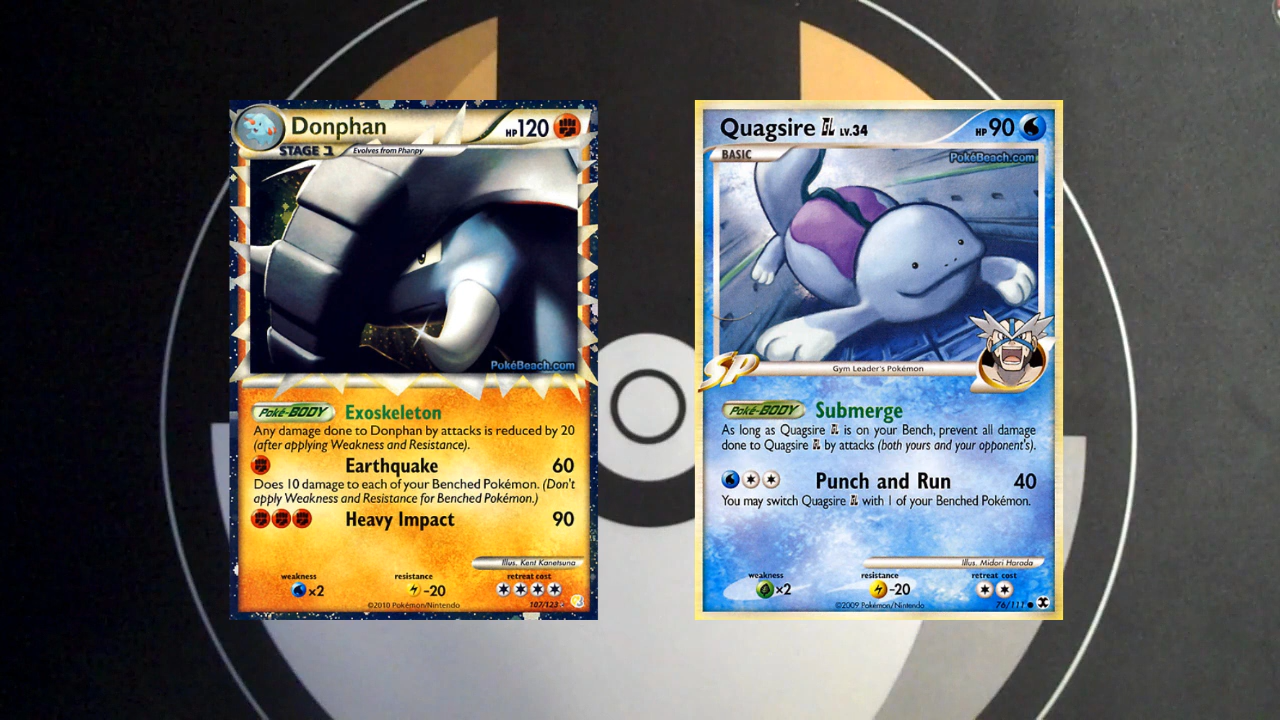 Donphan HP 120
STAGE 1 Evolves from Phanpy
PokéBeach.com
Poké-BODY Exoskeleton
Any damage done to Donphan by attacks is reduced by 20
(after applying Weakness and Resistance).
Earthquake 60
Does 10 damage to each of your Benched Pokémon. (Don't
apply Weakness and Resistance for Benched Pokémon.)
Heavy Impact 90
Illus. Kent Kanetsuna
weakness resistance retreat cost
×2 -20
©2010 Pokémon/Nintendo 107/123
Quagsire GL LV.34 HP 90
BASIC PokéBeach.com
SP
Gym Leader's Pokémon
Poké-BODY Submerge
As long as Quagsire GL is on your Bench, prevent all damage
done to Quagsire GL by attacks (both yours and your opponent's).
Punch and Run 40
You may switch Quagsire GL with 1 of your Benched Pokémon.
Illus. Midori Harada
weakness resistance retreat cost
×2 -20
©2009 Pokémon/Nintendo 76/111